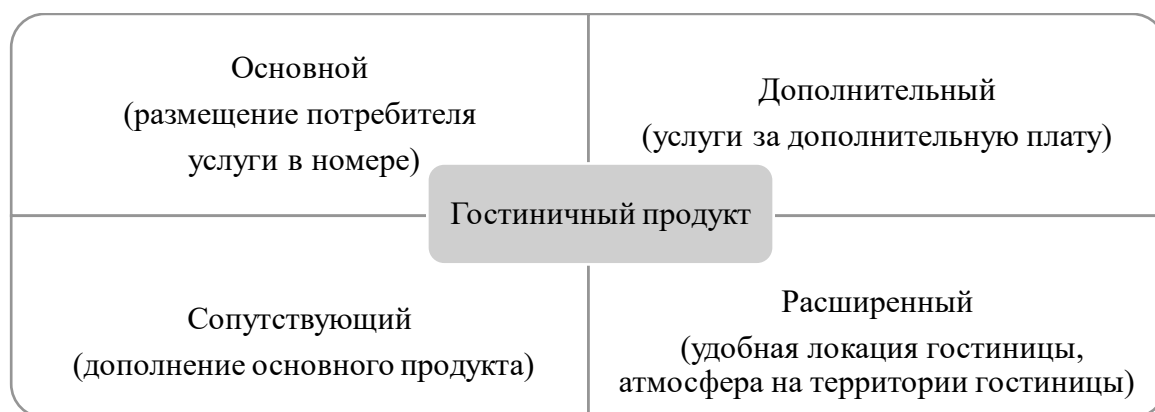 Основной
(размещение потребителя
услуги в номере)
Дополнительный
(услуги за дополнительную плату)
Гостиничный продукт
Сопутствующий
(дополнение основного продукта)
Расширенный
(удобная локация гостиницы,
атмосфера на территории гостиницы)